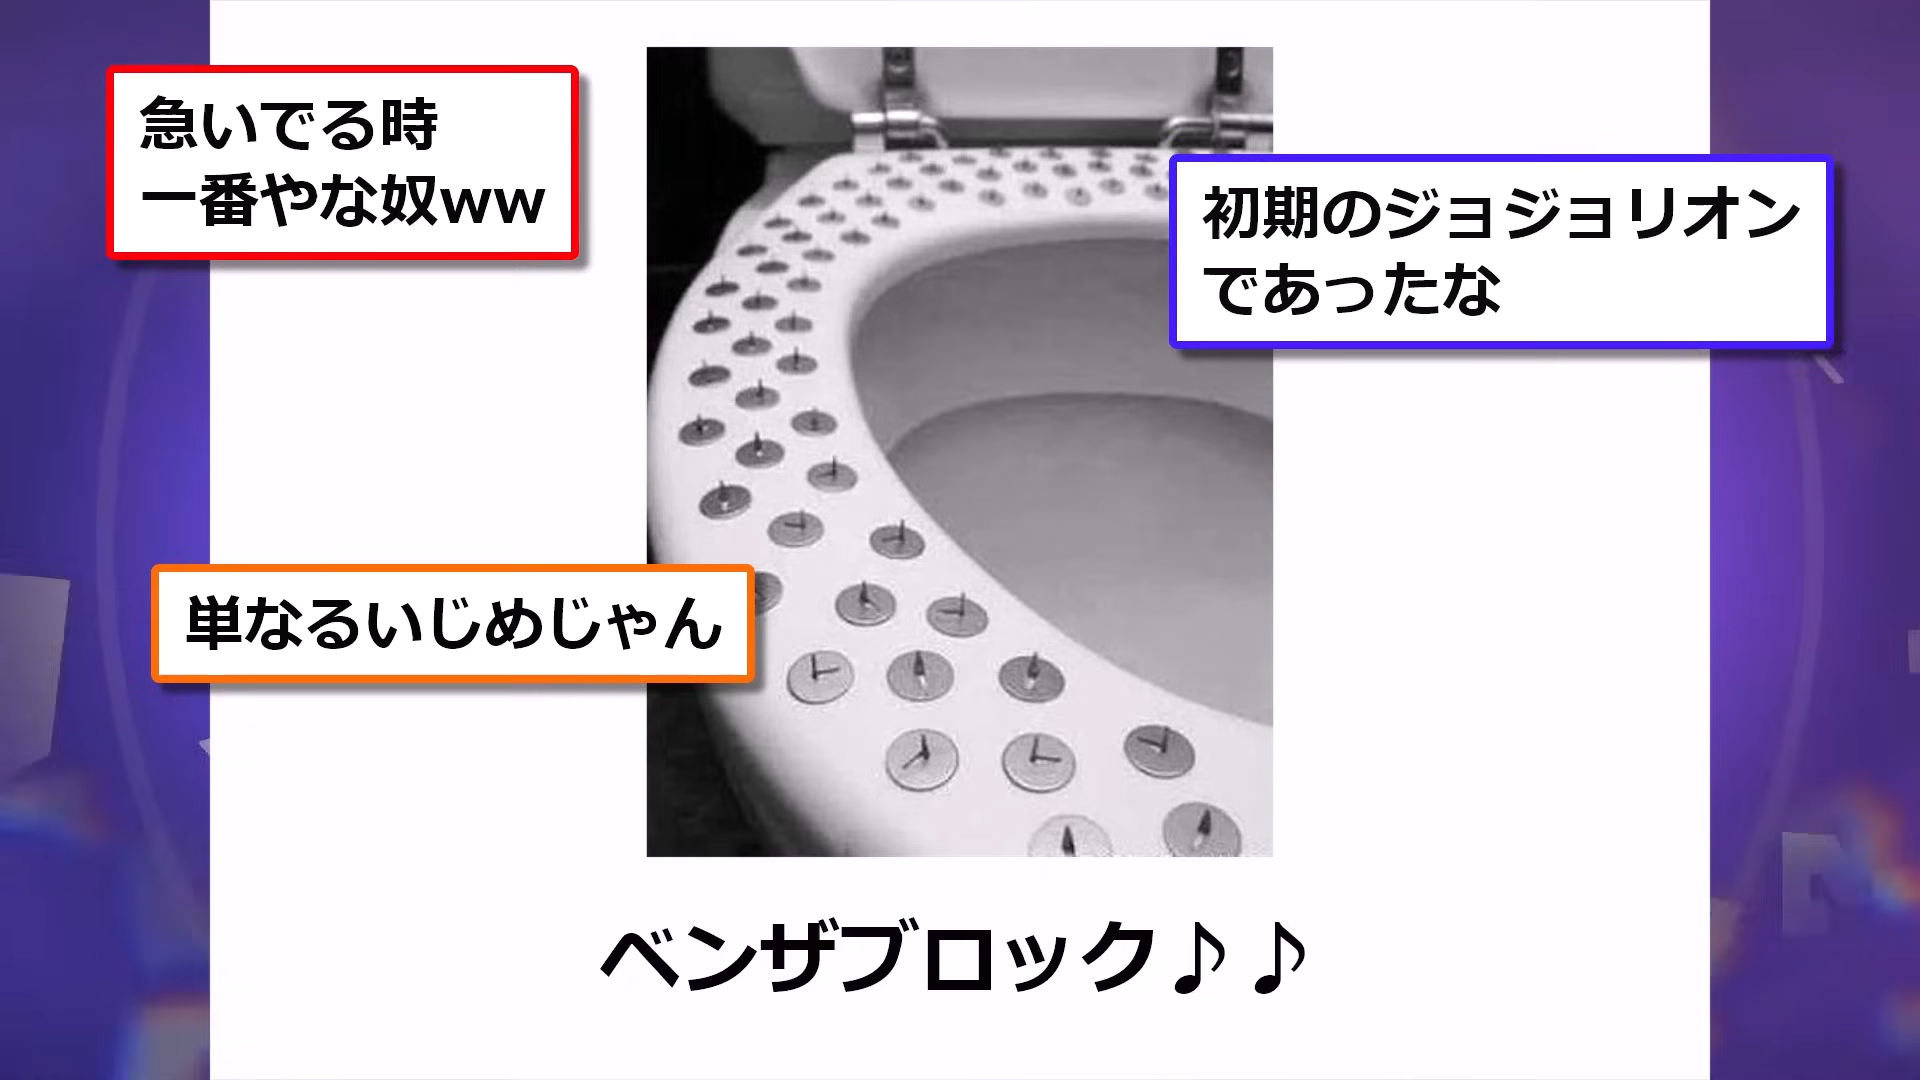 急いでる時
一番やな奴ww
初期のジョジョリオン
であったな
単なるいじめじゃん
ベンザブロック♪♪